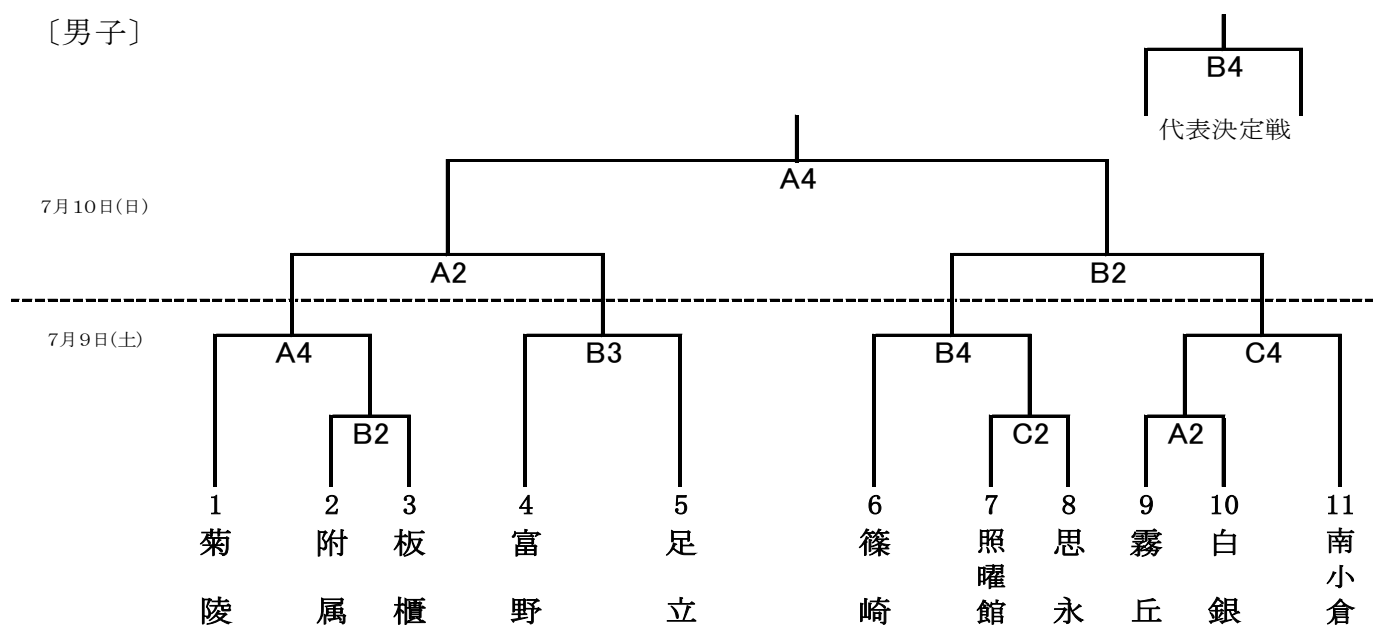 〔男子〕
B4
代表決定戦
A4
7月10日(日)
A2
B2
7月9日(土)
A4
B3
B4
C4
B2
C2
A2
1
2
3
4
5
6
7
8
9
10
11
菊陵
附属
板櫃
富野
足立
篠崎
照曜館
思永
霧丘
白銀
南小倉